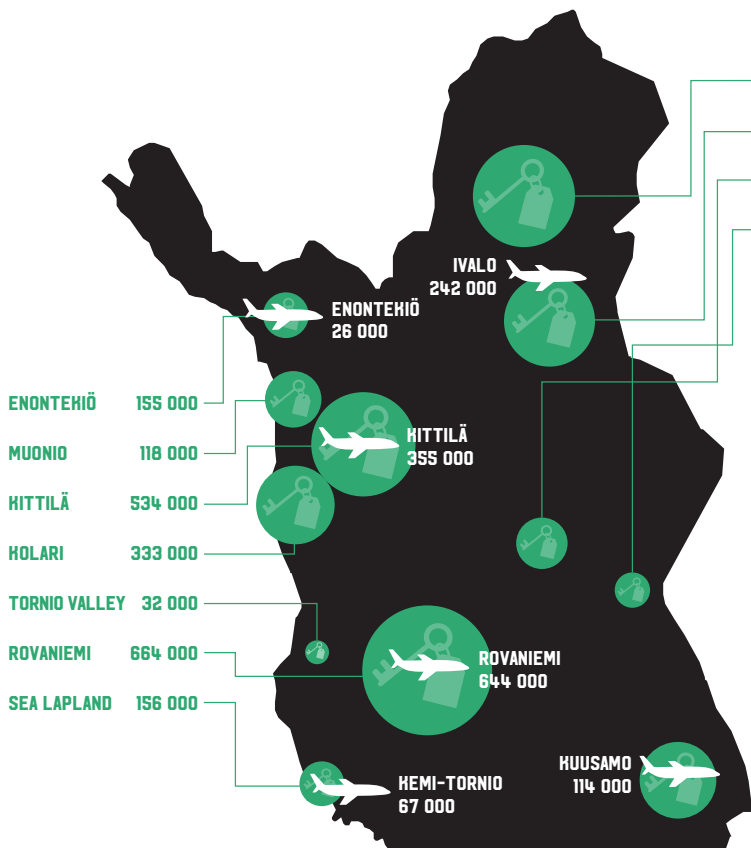 IVALO
242 000
ENONTEKIÖ
26 000
ENONTEKIÖ 155 000
MUONIO 118 000
KITTILÄ
355 000
KITTILÄ 534 000
KOLARI 333 000
TORNIO VALLEY 32 000
ROVANIEMI 664 000
ROVANIEMI
644 000
SEA LAPLAND 156 000
KUUSAMO
114 000
KEMI-TORNIO
67 000